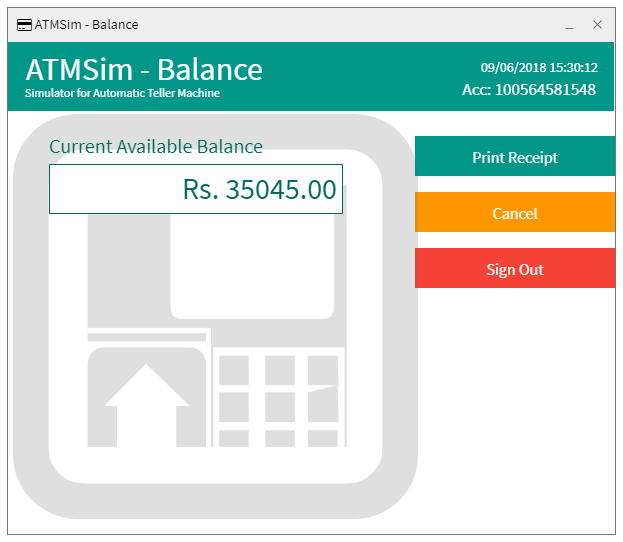 ATMSim - Balance
ATMSim - Balance
Simulator for Automatic Teller Machine
09/06/2018 15:30:12
Acc: 100564581548
Current Available Balance
Rs. 35045.00
Print Receipt
Cancel
Sign Out